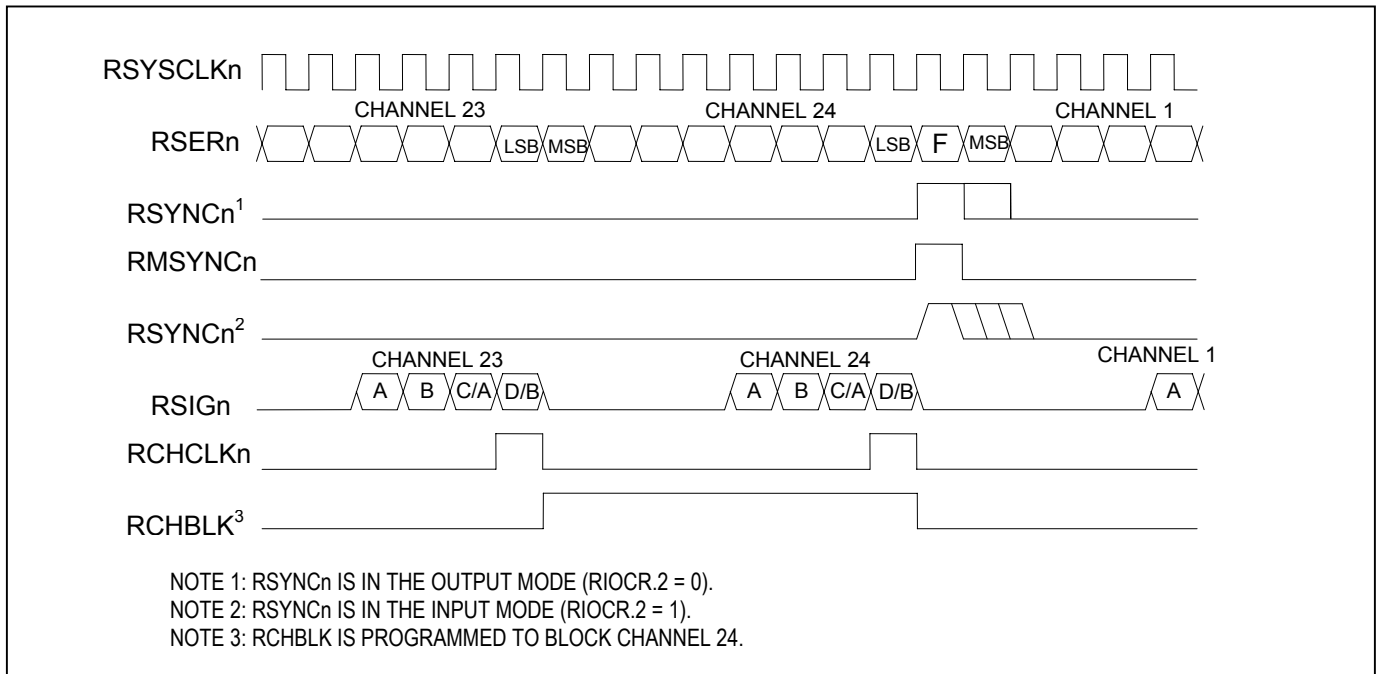 RSYSCLKn
CHANNEL 23 CHANNEL 24 CHANNEL 1
RSERn LSB MSB LSB F MSB
RSYNCn¹
RMSYNCn
RSYNCn²
CHANNEL 23 CHANNEL 24 CHANNEL 1
RSIGn A B C/A D/B A B C/A D/B A
RCHCLKn
RCHBLK³
NOTE 1: RSYNCn IS IN THE OUTPUT MODE (RIOCR.2 = 0).
NOTE 2: RSYNCn IS IN THE INPUT MODE (RIOCR.2 = 1).
NOTE 3: RCHBLK IS PROGRAMMED TO BLOCK CHANNEL 24.